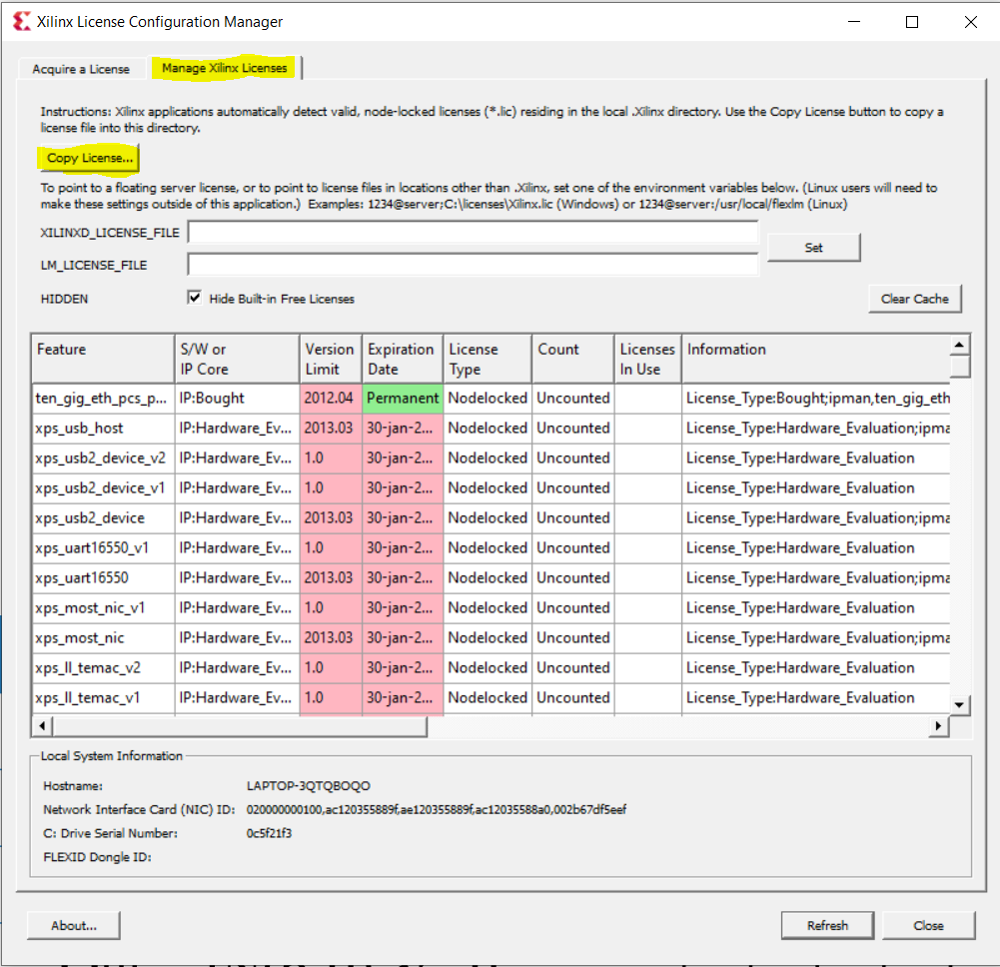 Xilinx License Configuration Manager
Acquire a License
Manage Xilinx Licenses
Instructions: Xilinx applications automatically detect valid, node-locked licenses (*.lic) residing in the local .Xilinx directory. Use the Copy License button to copy a
license file into this directory.
Copy License...
To point to a floating server license, or to point to license files in locations other than .Xilinx, set one of the environment variables below. (Linux users will need to
make these settings outside of this application.) Examples: 1234@server;C:\licenses\Xilinx.lic (Windows) or 1234@server:/usr/local/flexlm (Linux)
XILINXD_LICENSE_FILE
Set
LM_LICENSE_FILE
HIDDEN Hide Built-in Free Licenses Clear Cache
Feature S/W or IP Core Version Limit Expiration Date License Type Count Licenses In Use Information
ten_gig_eth_pcs_p... IP:Bought 2012.04 Permanent Nodelocked Uncounted License_Type:Bought;ipman,ten_gig_eth
xps_usb_host IP:Hardware_Ev... 2013.03 30-jan-2... Nodelocked Uncounted License_Type:Hardware_Evaluation;ipma
xps_usb2_device_v2 IP:Hardware_Ev... 1.0 30-jan-2... Nodelocked Uncounted License_Type:Hardware_Evaluation
xps_usb2_device_v1 IP:Hardware_Ev... 1.0 30-jan-2... Nodelocked Uncounted License_Type:Hardware_Evaluation
xps_usb2_device IP:Hardware_Ev... 2013.03 30-jan-2... Nodelocked Uncounted License_Type:Hardware_Evaluation;ipma
xps_uart16550_v1 IP:Hardware_Ev... 1.0 30-jan-2... Nodelocked Uncounted License_Type:Hardware_Evaluation
xps_uart16550 IP:Hardware_Ev... 2013.03 30-jan-2... Nodelocked Uncounted License_Type:Hardware_Evaluation;ipma
xps_most_nic_v1 IP:Hardware_Ev... 1.0 30-jan-2... Nodelocked Uncounted License_Type:Hardware_Evaluation
xps_most_nic IP:Hardware_Ev... 2013.03 30-jan-2... Nodelocked Uncounted License_Type:Hardware_Evaluation;ipma
xps_ll_temac_v2 IP:Hardware_Ev... 1.0 30-jan-2... Nodelocked Uncounted License_Type:Hardware_Evaluation
xps_ll_temac_v1 IP:Hardware_Ev... 1.0 30-jan-2... Nodelocked Uncounted License_Type:Hardware_Evaluation
Local System Information
Hostname: LAPTOP-3QTQBOQO
Network Interface Card (NIC) ID: 020000000100,ac120355889f,ae120355889f,ac12035588a0,002b67df5eef
C: Drive Serial Number: 0c5f21f3
FLEXID Dongle ID:
About... Refresh Close